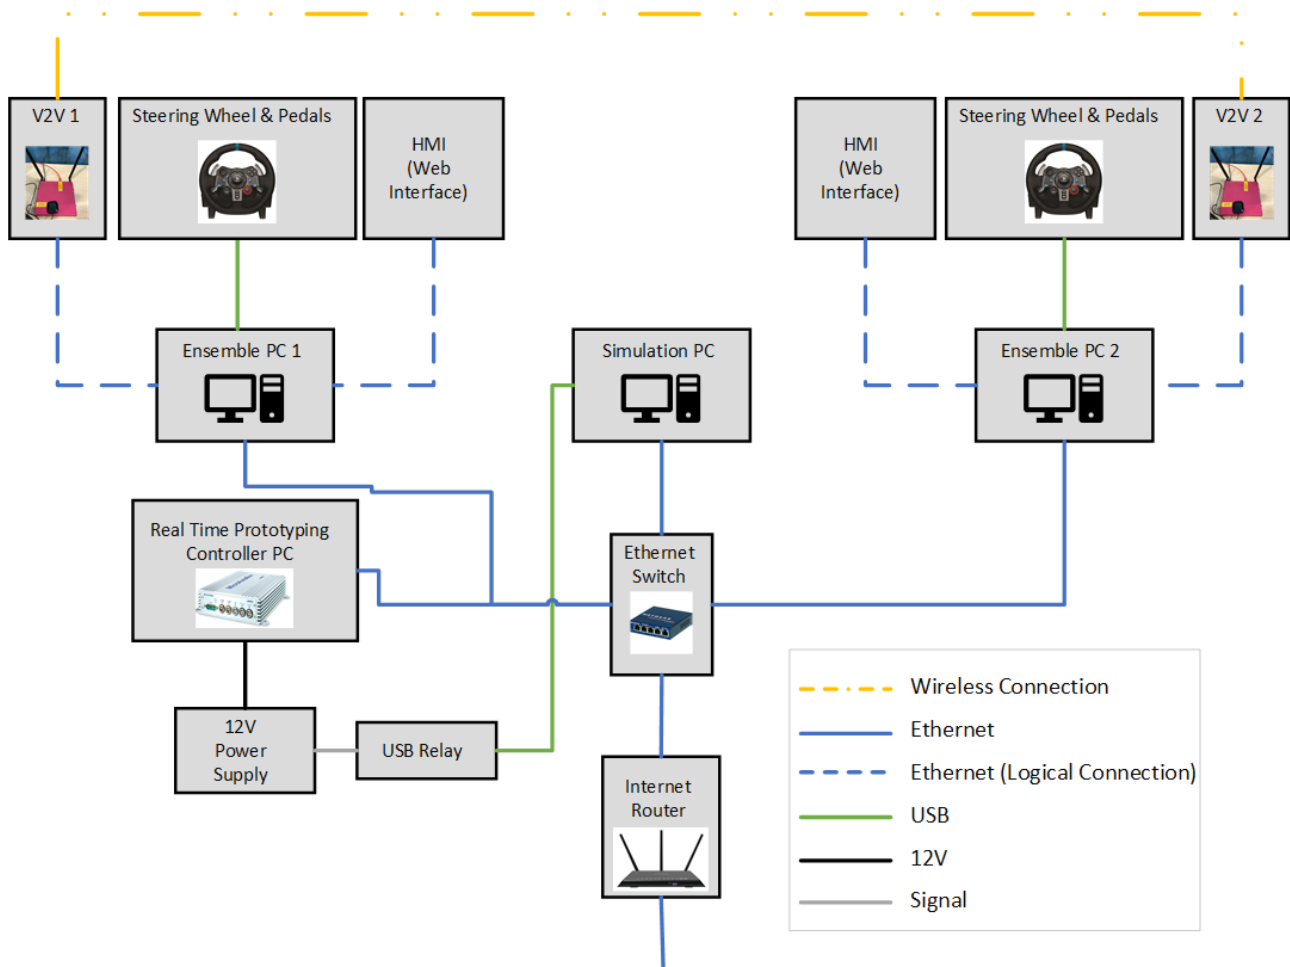 V2V 1
Steering Wheel & Pedals
HMI
(Web
Interface)
HMI
(Web
Interface)
Steering Wheel & Pedals
V2V 2
Ensemble PC 1
Simulation PC
Ensemble PC 2
Real Time Prototyping
Controller PC
Ethernet
Switch
12V
Power
Supply
USB Relay
Internet
Router
Wireless Connection
Ethernet
Ethernet (Logical Connection)
USB
12V
Signal